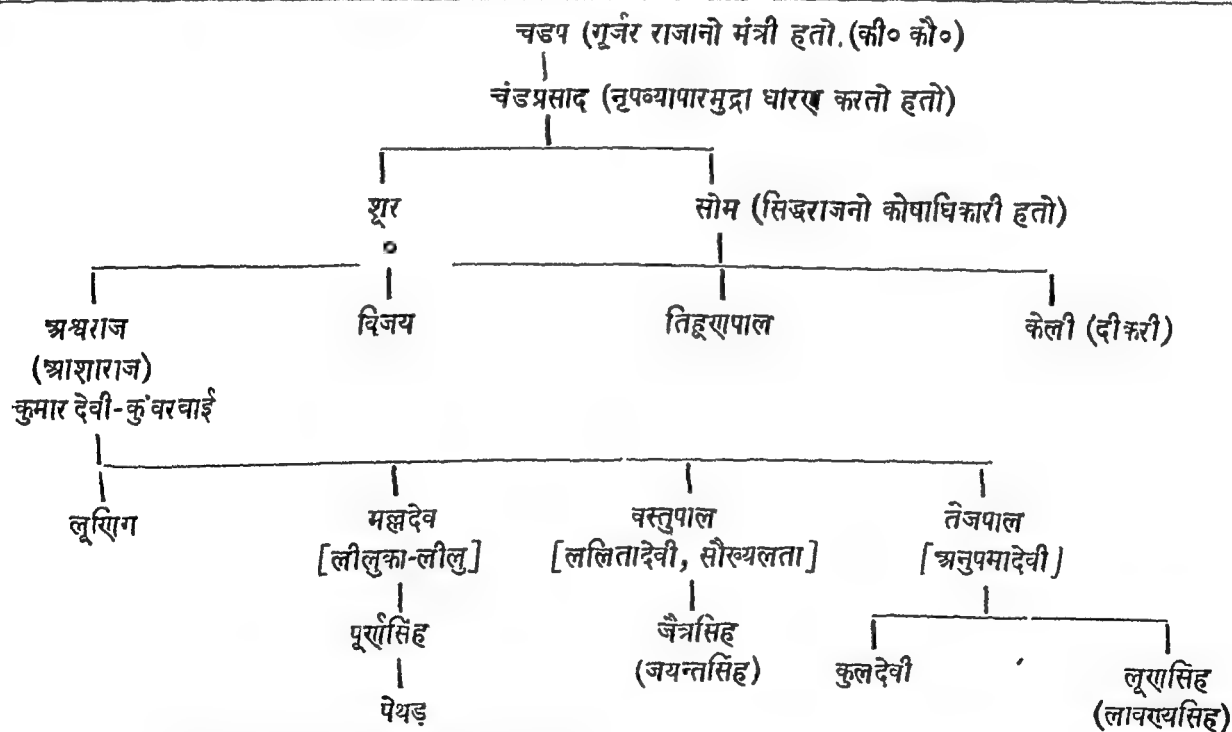 चडप (गूर्जर राजानो मंत्री हतो.(की० कौ०)
चंडप्रसाद (नृपव्यापारमुद्रा धारण करतो हतो)
शूर सोम (सिद्धराजनो कोषाधिकारी हतो)
अश्वराज विजय तिहूणपाल केली (दीकरी)
(आशाराज)
कुमार देवी-कुंवरबाई
लूणिग मल्लदेव वस्तुपाल तेजपाल
[लीलुका-लीलु] [ललितादेवी, सौख्यलता] [अनुपमादेवी]
पूर्णसिंह जैत्रसिह कुलदेवी लूणसिंह
(जयन्तसिंह) (लावण्यसिह)
पेथड़